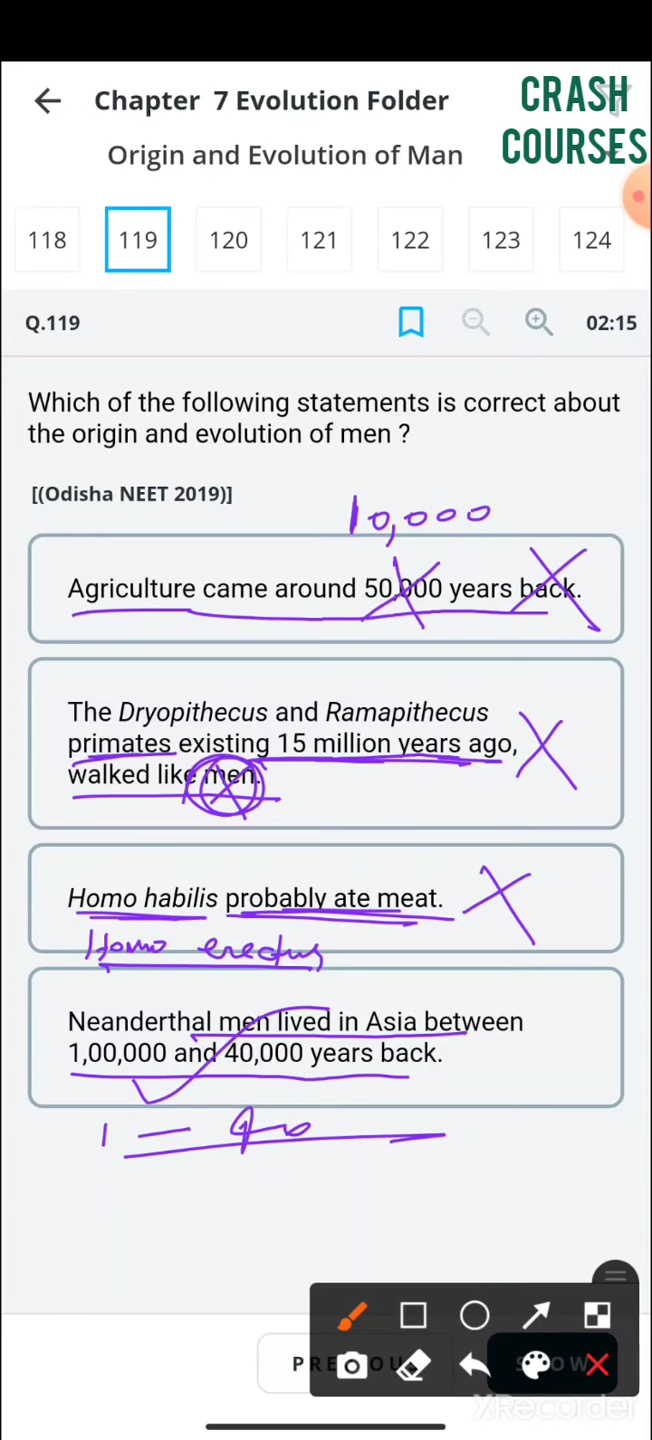 Chapter 7 Evolution Folder
CRASH
Origin and Evolution of Man
COURSES
118 119 120 121 122 123 124
Q.119 02:15
Which of the following statements is correct about
the origin and evolution of men ?
[(Odisha NEET 2019)]
10,000
Agriculture came around 50,000 years back.
The Dryopithecus and Ramapithecus
primates existing 15 million years ago,
walked like men.
Homo habilis probably ate meat.
Homo erectus
Neanderthal men lived in Asia between
1,00,000 and 40,000 years back.
XRecorder